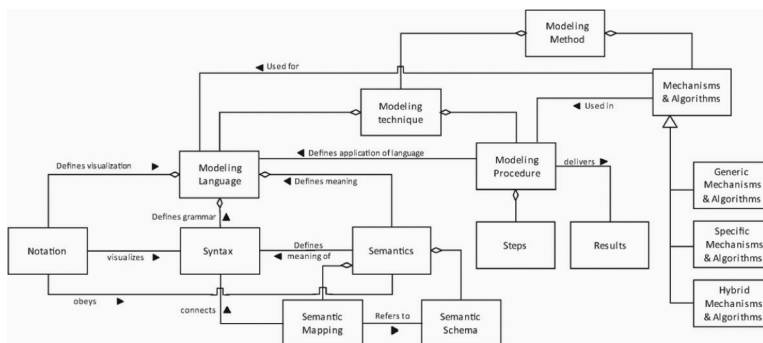 Modeling
Method
◄ Used for
Mechanisms
& Algorithms
Modeling
technique
◄ Used in
Defines visualization ►
Modeling
Language
◄ Defines application of language
Modeling
Procedure
delivers ►
◄ Defines meaning
Generic
Mechanisms
& Algorithms
Defines grammar ▲
Notation
visualizes ►
Syntax
Defines
◄ meaning of
Semantics
Steps
Results
Specific
Mechanisms
& Algorithms
obeys ►
connects ▲
Semantic
Mapping
Refers to
►
Semantic
Schema
Hybrid
Mechanisms
& Algorithms